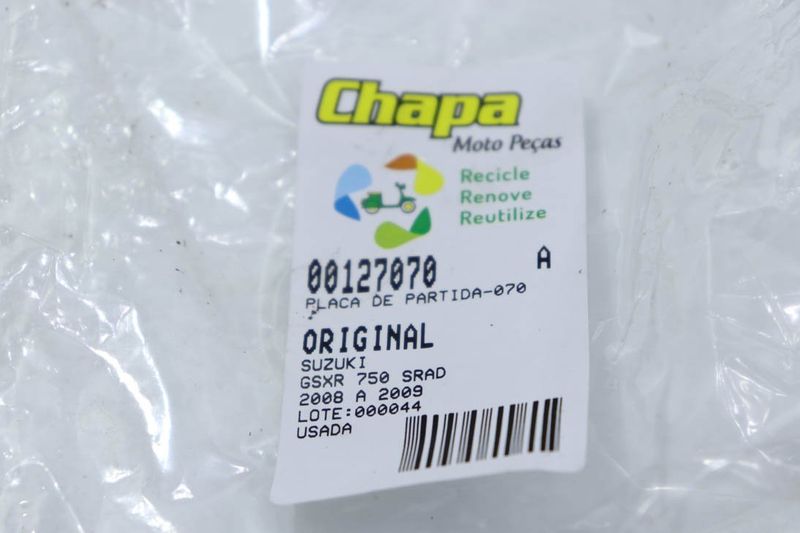 Chapa
Moto Peças
Recicle
Renove
Reutilize
00127070 A
PLACA DE PARTIDA-070
ORIGINAL
SUZUKI
GSXR 750 SRAD
2008 A 2009
LOTE:000044
USADA